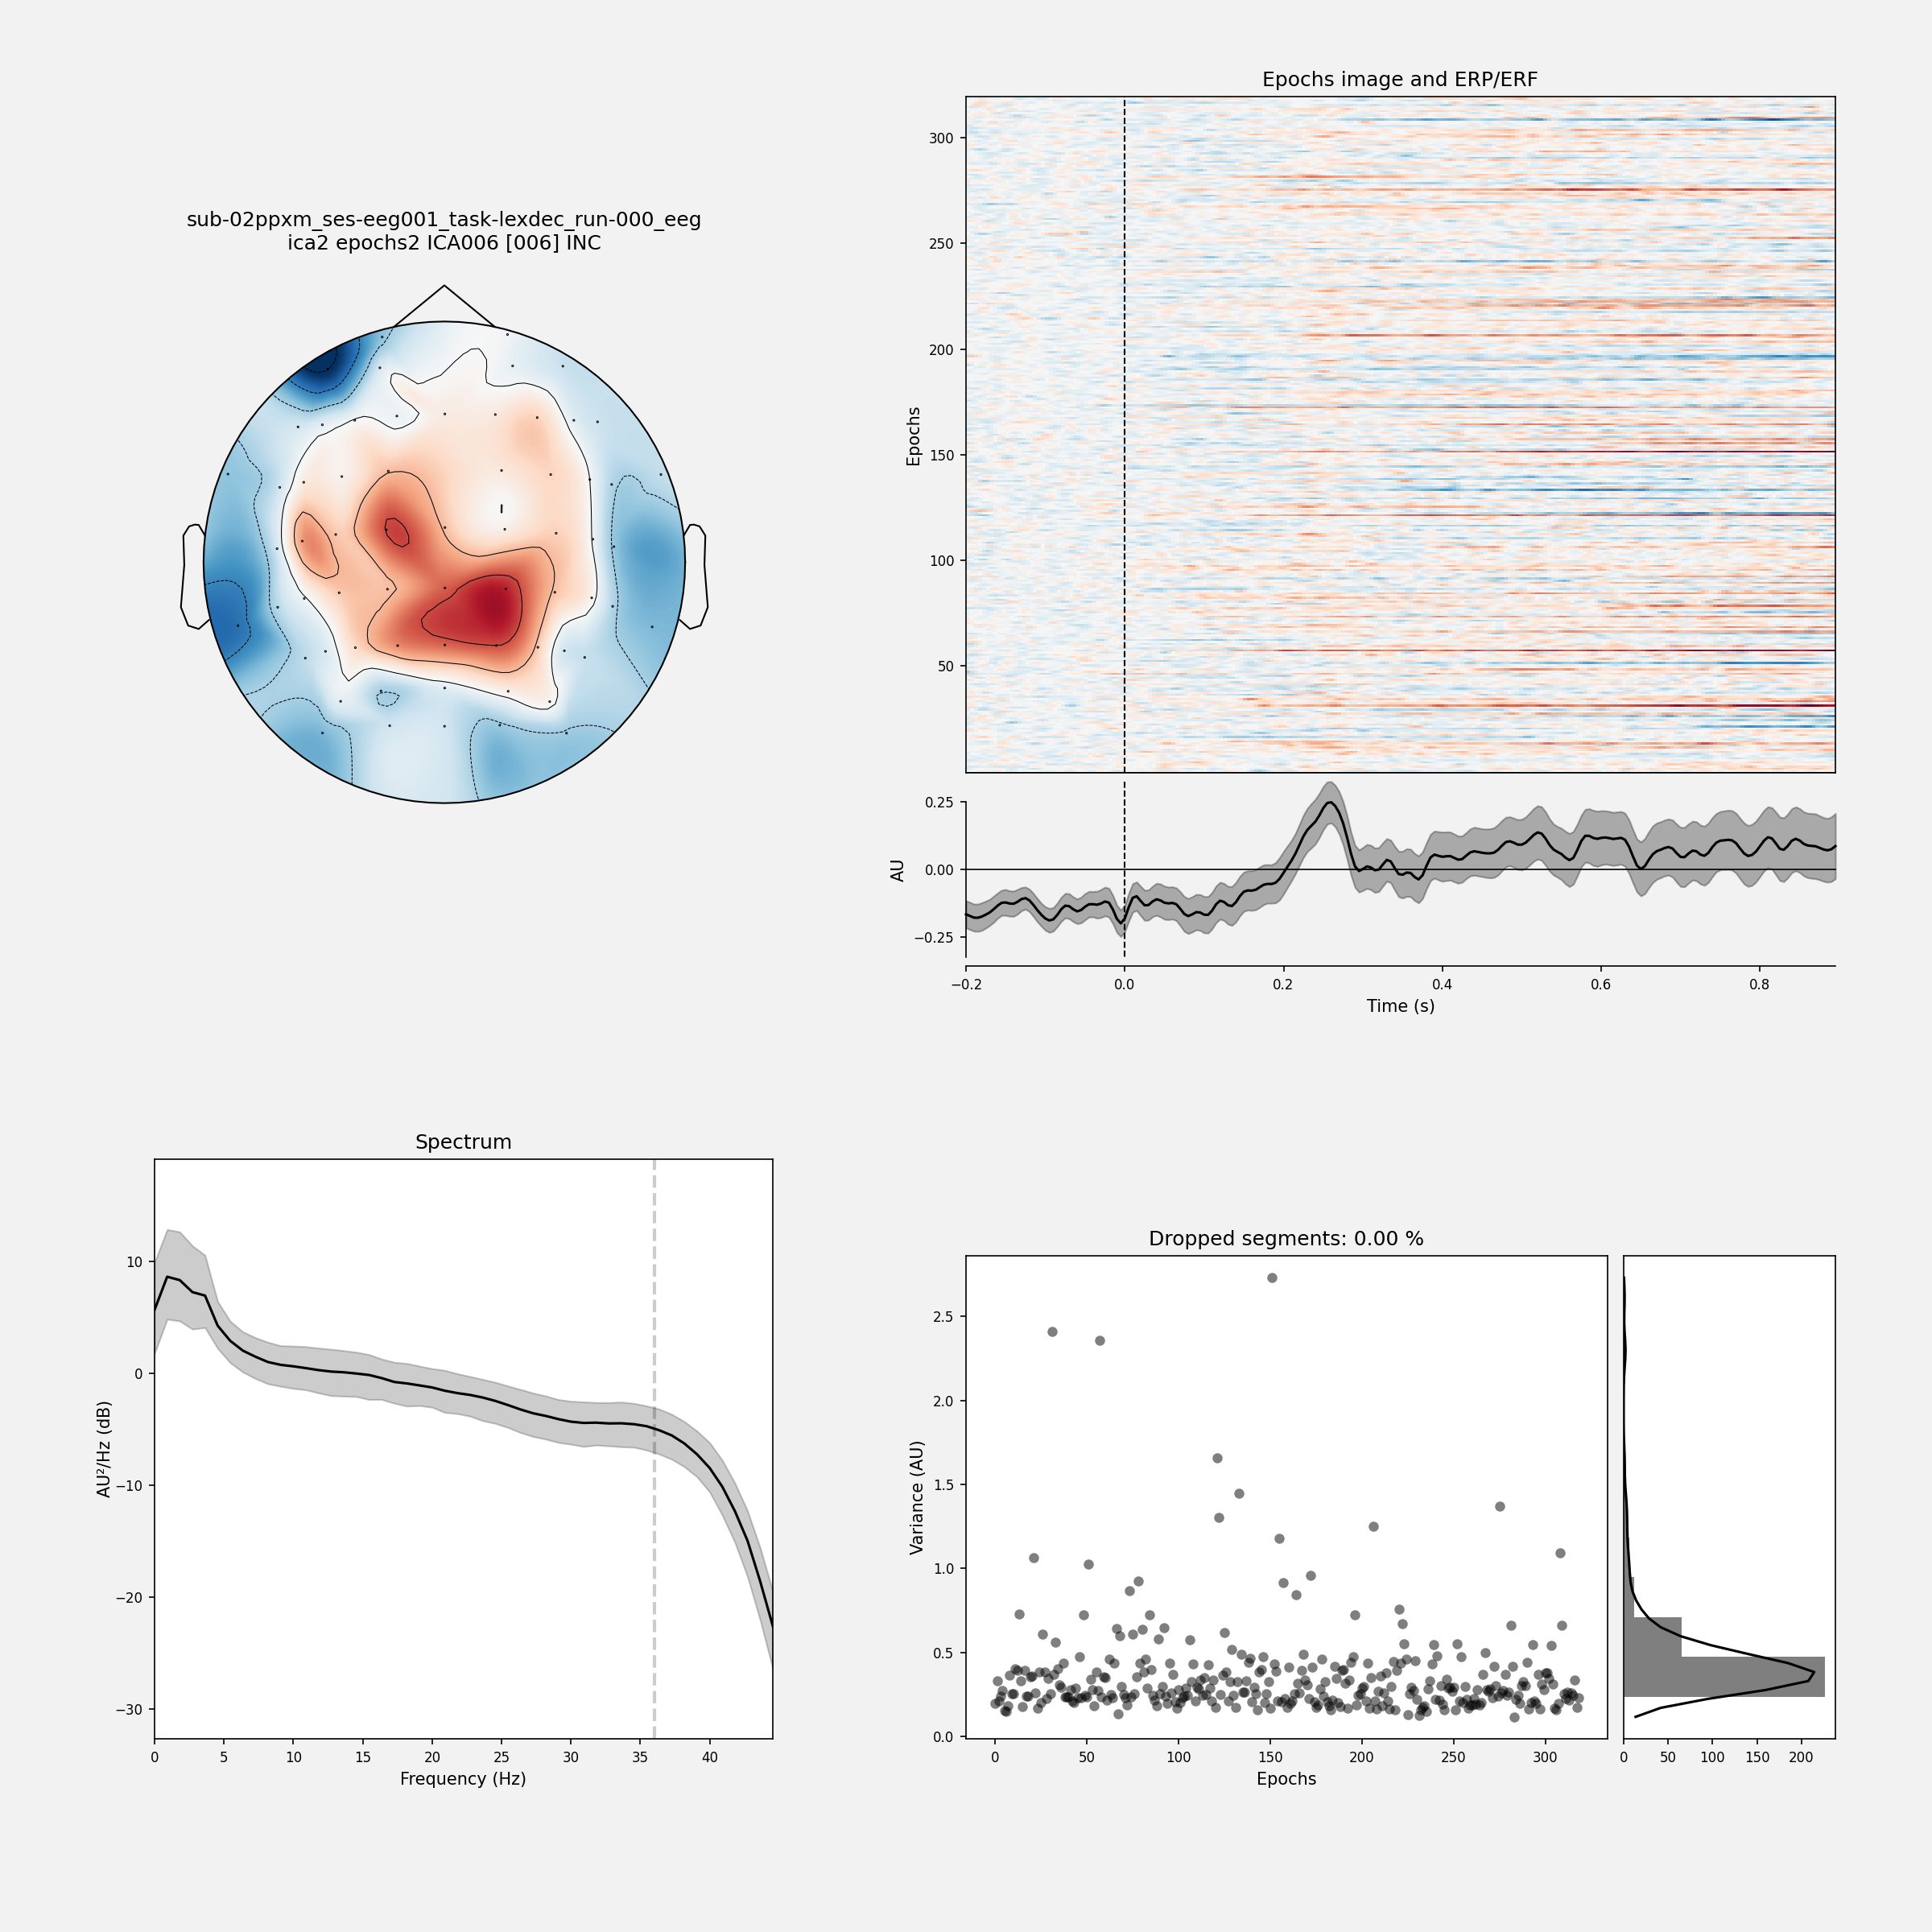 sub-02ppxm_ses-eeg001_task-lexdec_run-000_eeg
ica2 epochs2 ICA006 [006] INC
Epochs image and ERP/ERF
300
250
200
150
100
50
Epochs
0.25
0.00
−0.25
AU
−0.2 0.0 0.2 0.4 0.6 0.8
Time (s)
Spectrum
10
0
−10
−20
−30
AU²/Hz (dB)
0 5 10 15 20 25 30 35 40
Frequency (Hz)
Dropped segments: 0.00 %
2.5
2.0
1.5
1.0
0.5
0.0
Variance (AU)
0 50 100 150 200 250 300
Epochs
0 50 100 150 200